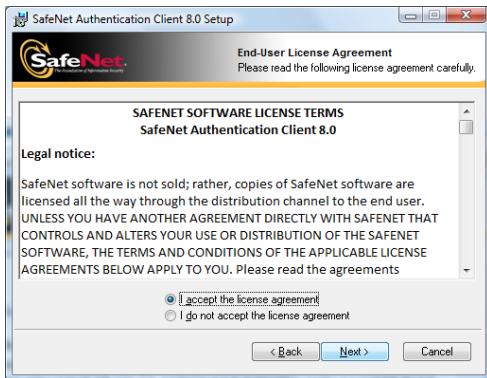 SafeNet Authentication Client 8.0 Setup
SafeNet.
The Foundation of Information Security
End-User License Agreement
Please read the following license agreement carefully.
SAFENET SOFTWARE LICENSE TERMS
SafeNet Authentication Client 8.0
Legal notice:
SafeNet software is not sold; rather, copies of SafeNet software are
licensed all the way through the distribution channel to the end user.
UNLESS YOU HAVE ANOTHER AGREEMENT DIRECTLY WITH SAFENET THAT
CONTROLS AND ALTERS YOUR USE OR DISTRIBUTION OF THE SAFENET
SOFTWARE, THE TERMS AND CONDITIONS OF THE APPLICABLE LICENSE
AGREEMENTS BELOW APPLY TO YOU. Please read the agreements
I accept the license agreement
I do not accept the license agreement
< Back
Next >
Cancel